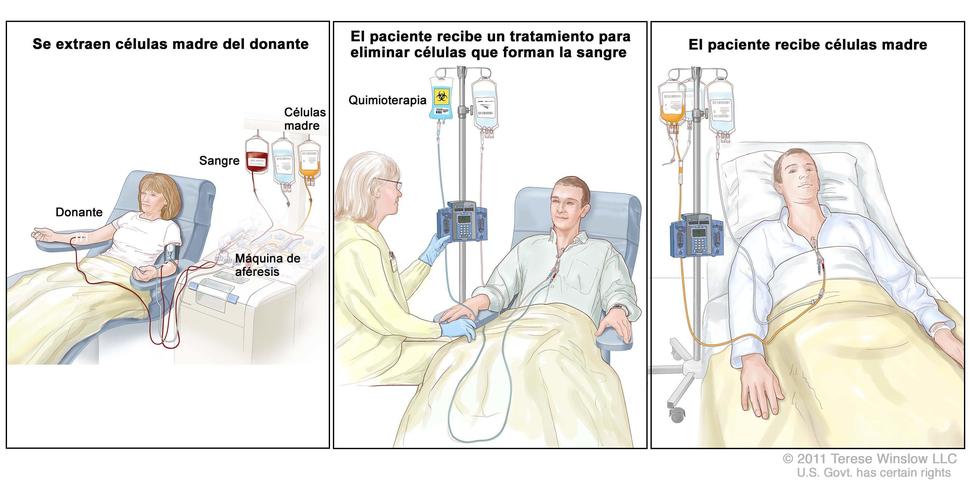 Se extraen células madre del donante
Células
madre
Sangre
Donante
Máquina de
aféresis
El paciente recibe un tratamiento para
eliminar células que forman la sangre
Quimioterapia
El paciente recibe células madre
© 2011 Terese Winslow LLC
U.S. Govt. has certain rights